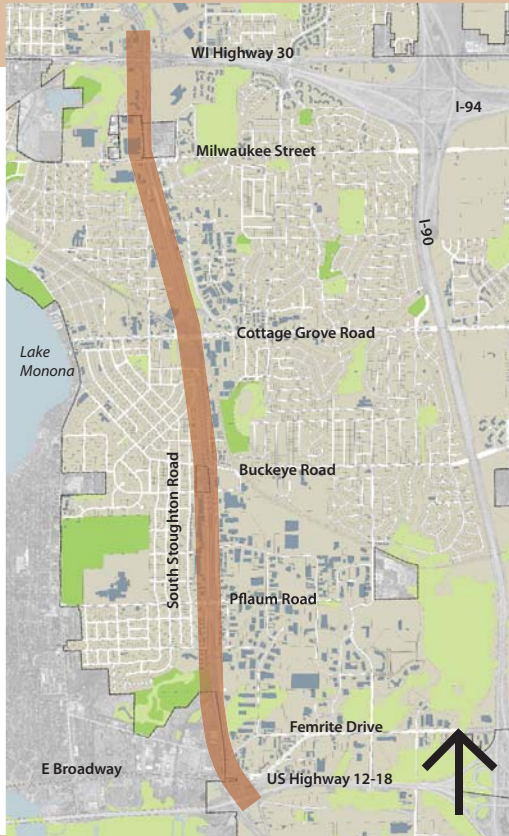 WI Highway 30
I-94
Milwaukee Street
I-90
Cottage Grove Road
Lake
Monona
Buckeye Road
South Stoughton Road
Pflaum Road
Femrite Drive
E Broadway
US Highway 12-18